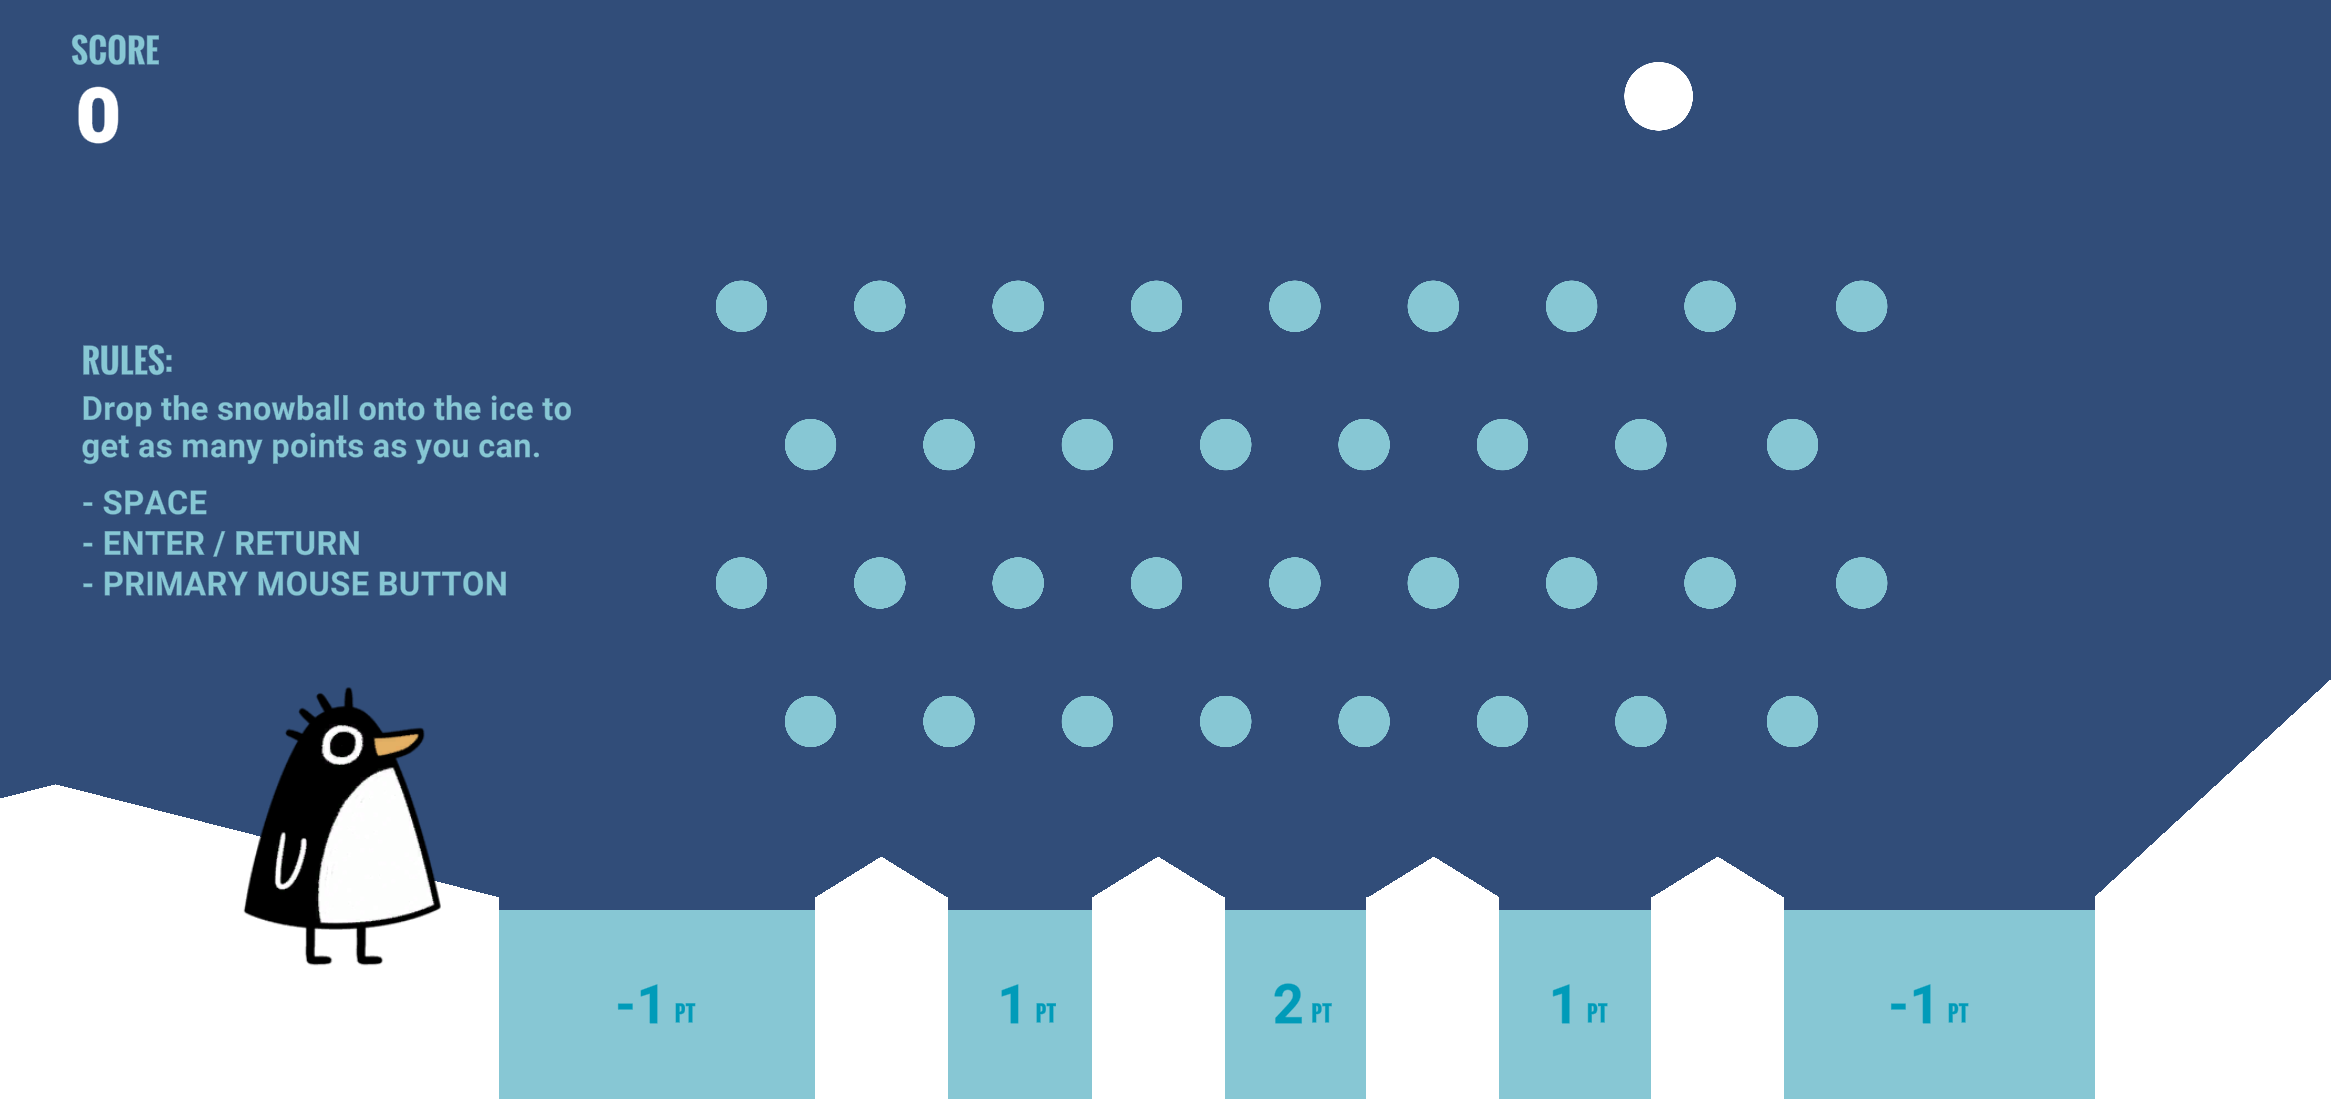 SCORE
0
RULES:
Drop the snowball onto the ice to
get as many points as you can.
- SPACE
- ENTER / RETURN
- PRIMARY MOUSE BUTTON
-1 PT
1 PT
2 PT
1 PT
-1 PT